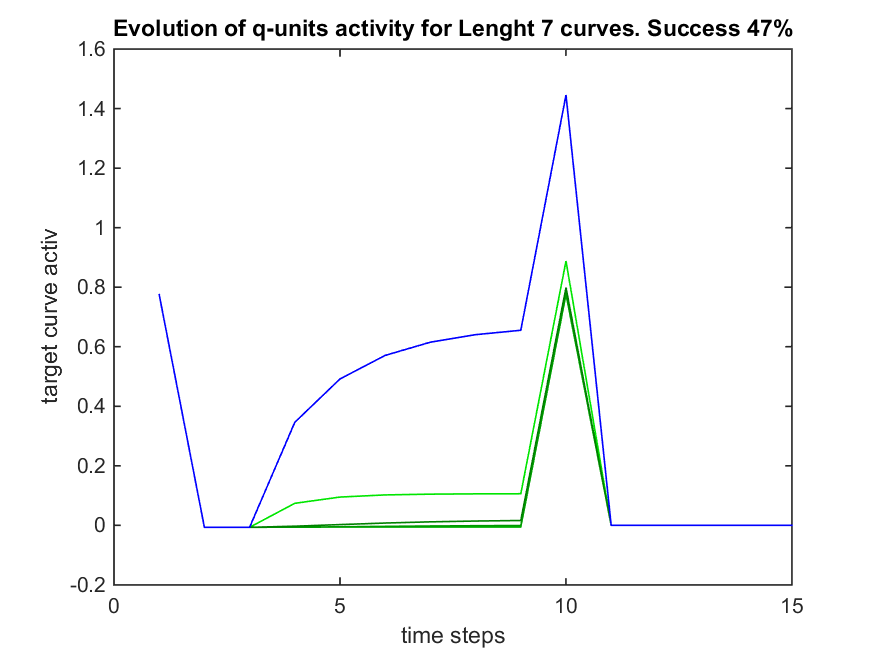 Evolution of q-units activity for Lenght 7 curves. Success 47%
1.6
1.4
1.2
1
0.8
0.6
0.4
0.2
0
-0.2
target curve activ
0 5 10 15
time steps